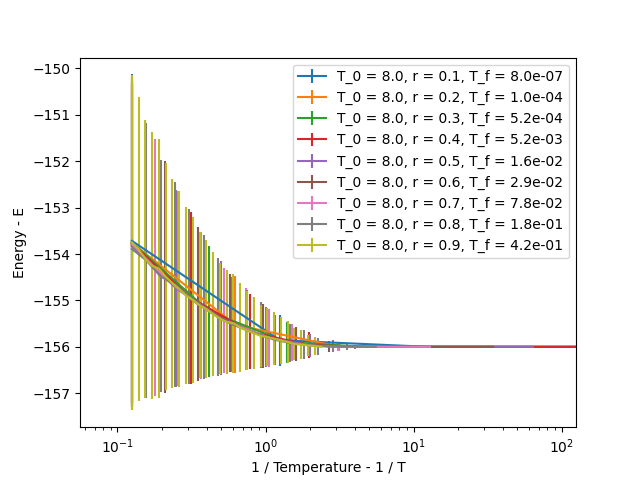 −150
−151
−152
−153
−154
−155
−156
−157
Energy - E
T_0 = 8.0, r = 0.1, T_f = 8.0e-07
T_0 = 8.0, r = 0.2, T_f = 1.0e-04
T_0 = 8.0, r = 0.3, T_f = 5.2e-04
T_0 = 8.0, r = 0.4, T_f = 5.2e-03
T_0 = 8.0, r = 0.5, T_f = 1.6e-02
T_0 = 8.0, r = 0.6, T_f = 2.9e-02
T_0 = 8.0, r = 0.7, T_f = 7.8e-02
T_0 = 8.0, r = 0.8, T_f = 1.8e-01
T_0 = 8.0, r = 0.9, T_f = 4.2e-01
10⁻¹ 10⁰ 10¹ 10²
1 / Temperature - 1 / T